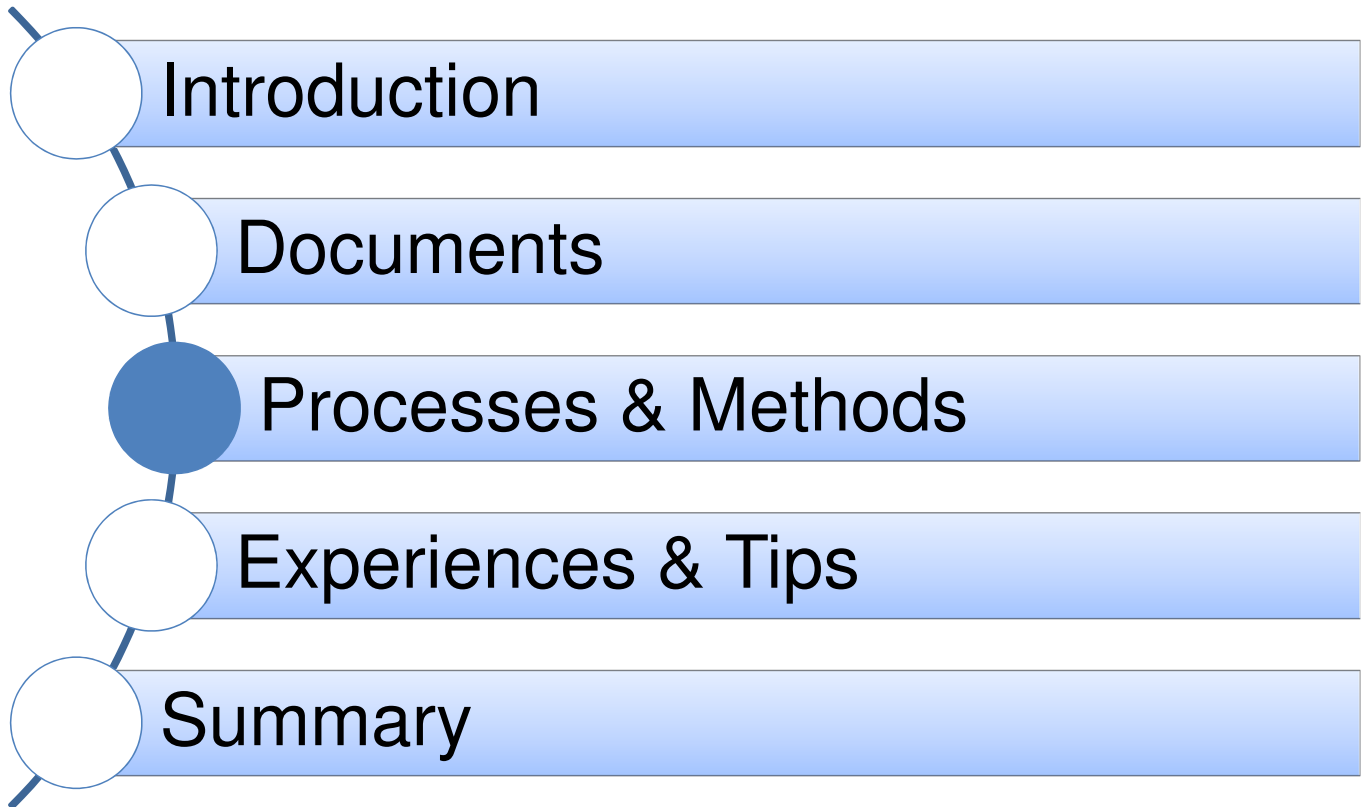 Introduction
Documents
Processes & Methods
Experiences & Tips
Summary